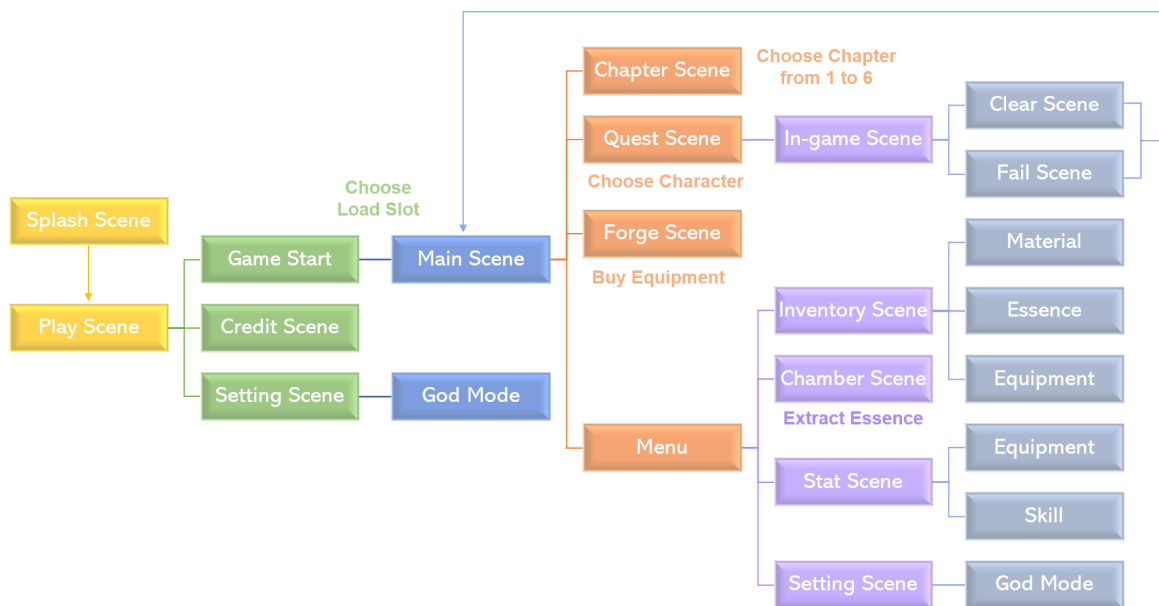 Splash Scene
Play Scene
Game Start
Credit Scene
Setting Scene
Choose
Load Slot
Main Scene
God Mode
Chapter Scene
Choose Chapter
from 1 to 6
Quest Scene
Choose Character
Forge Scene
Buy Equipment
Menu
In-game Scene
Clear Scene
Fail Scene
Inventory Scene
Material
Essence
Equipment
Chamber Scene
Extract Essence
Stat Scene
Equipment
Skill
Setting Scene
God Mode